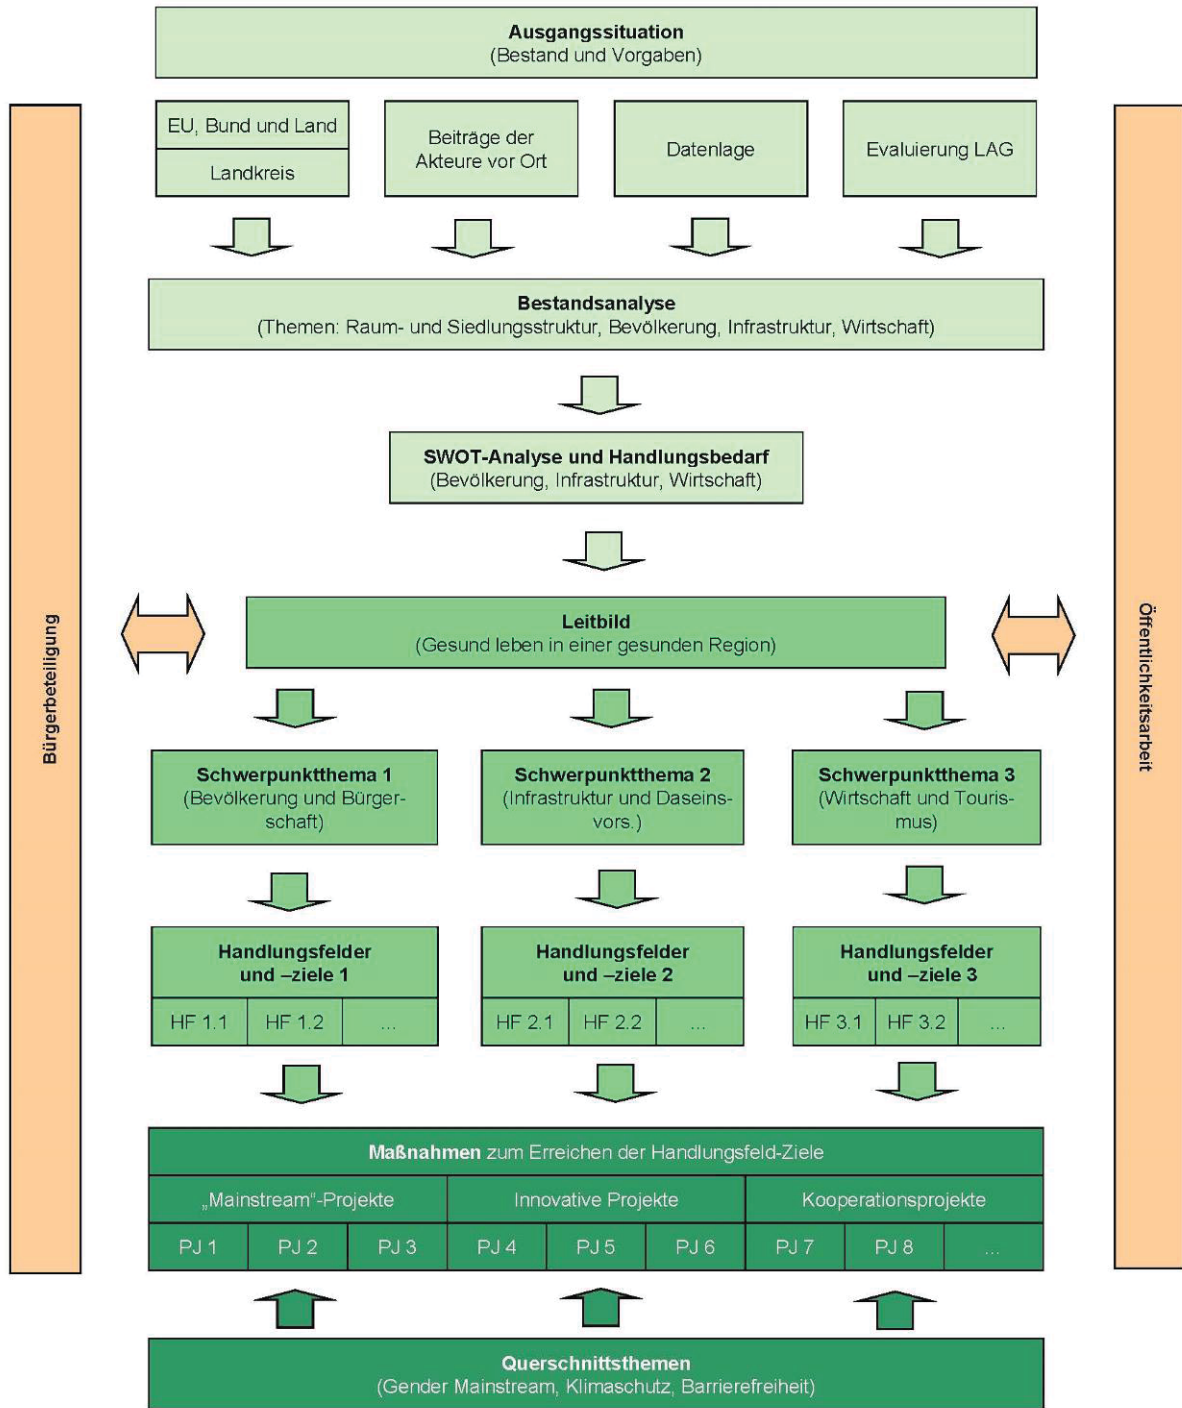 Ausgangssituation
(Bestand und Vorgaben)
EU, Bund und Land
Landkreis
Beiträge der
Akteure vor Ort
Datenlage
Evaluierung LAG
Bestandsanalyse
(Themen: Raum- und Siedlungsstruktur, Bevölkerung, Infrastruktur, Wirtschaft)
SWOT-Analyse und Handlungsbedarf
(Bevölkerung, Infrastruktur, Wirtschaft)
Bürgerbeteiligung
Leitbild
(Gesund leben in einer gesunden Region)
Öffentlichkeitsarbeit
Schwerpunktthema 1
(Bevölkerung und Bürger-
schaft)
Schwerpunktthema 2
(Infrastruktur und Daseins-
vors.)
Schwerpunktthema 3
(Wirtschaft und Touris-
mus)
Handlungsfelder
und –ziele 1
HF 1.1 HF 1.2 ...
Handlungsfelder
und –ziele 2
HF 2.1 HF 2.2 ...
Handlungsfelder
und –ziele 3
HF 3.1 HF 3.2 ...
Maßnahmen zum Erreichen der Handlungsfeld-Ziele
„Mainstream“-Projekte Innovative Projekte Kooperationsprojekte
PJ 1 PJ 2 PJ 3 PJ 4 PJ 5 PJ 6 PJ 7 PJ 8 ...
Querschnittsthemen
(Gender Mainstream, Klimaschutz, Barrierefreiheit)